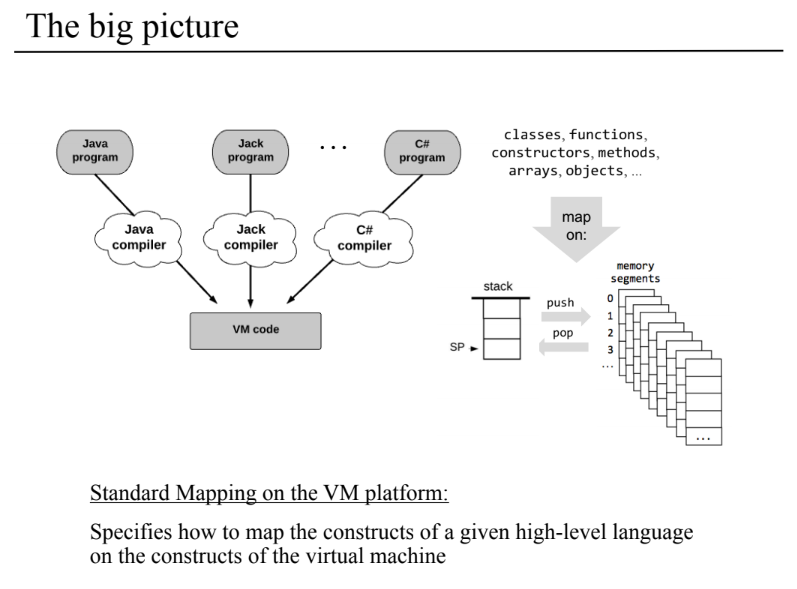 The big picture
Java
program
Jack
program
...
C#
program
Java
compiler
Jack
compiler
C#
compiler
VM code
classes, functions,
constructors, methods,
arrays, objects, ...
map
on:
stack
SP
push
pop
memory
segments
0
1
2
3
...
...
Standard Mapping on the VM platform:
Specifies how to map the constructs of a given high-level language
on the constructs of the virtual machine